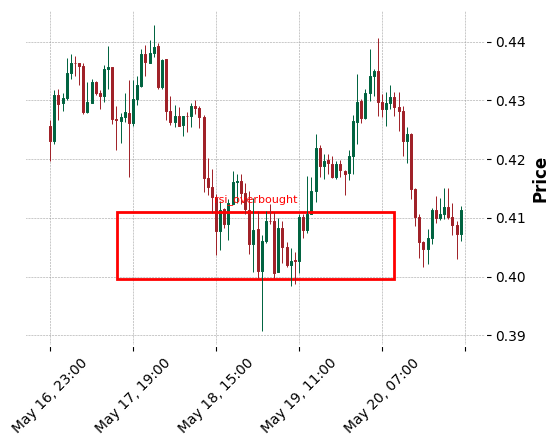 0.44
0.43
0.42
rsi_overbought
0.41
0.40
0.39
Price
May 16, 23:00
May 17, 19:00
May 18, 15:00
May 19, 11:00
May 20, 07:00